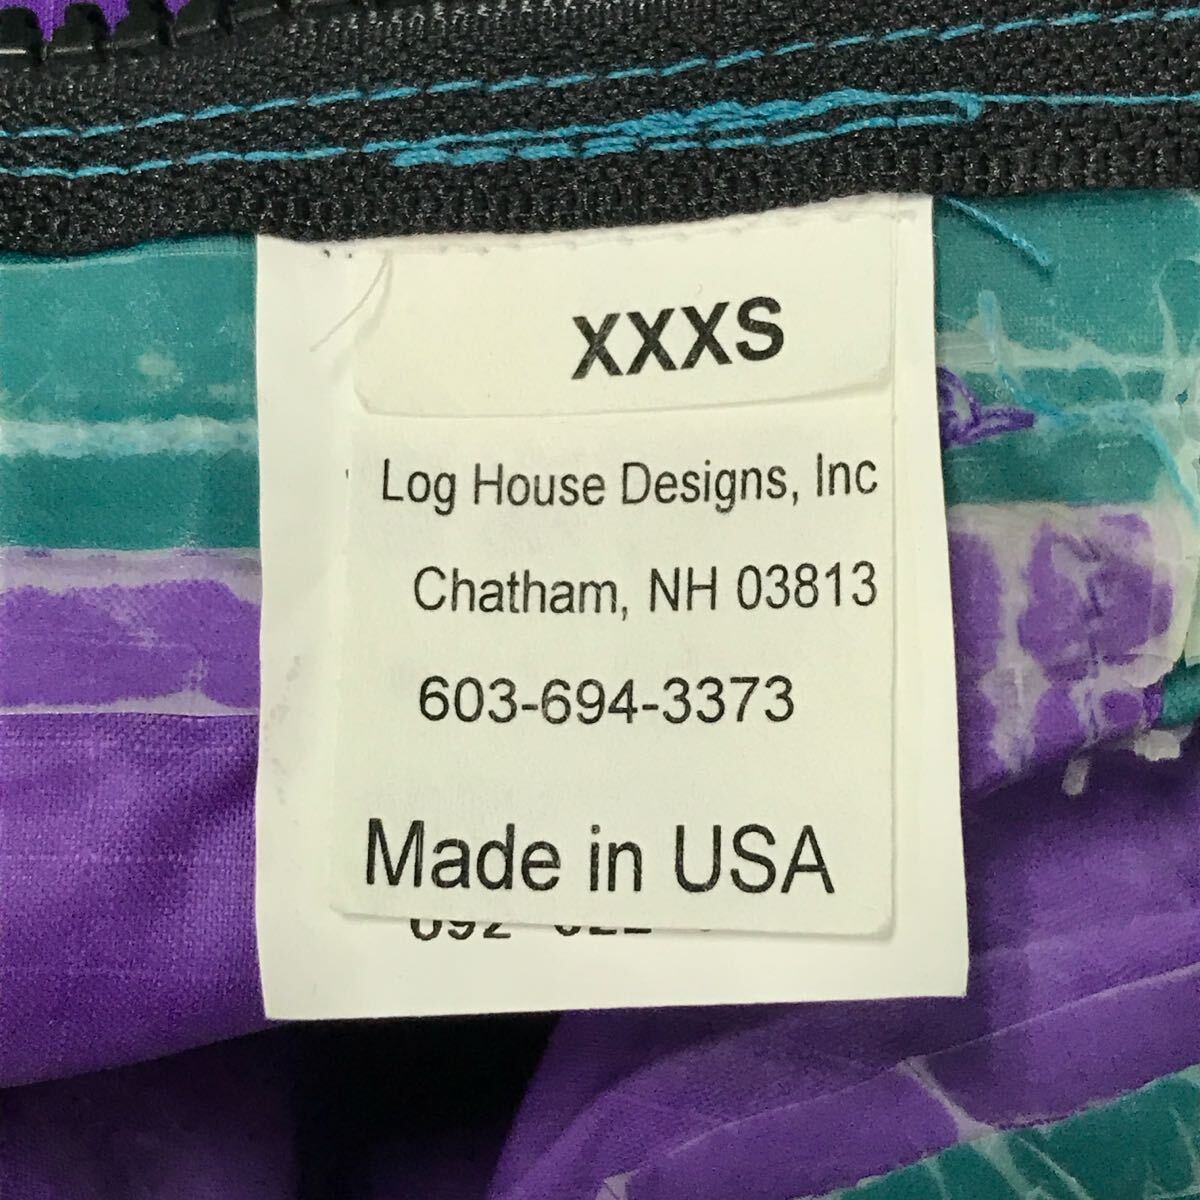 XXXS
Log House Designs, Inc
Chatham, NH 03813
603-694-3373
Made in USA